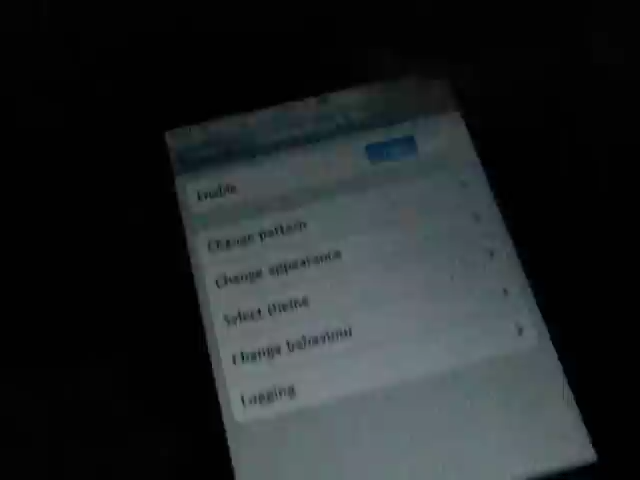 Enable
Change pattern
Change appearance
Select theme
Change behaviour
Logging